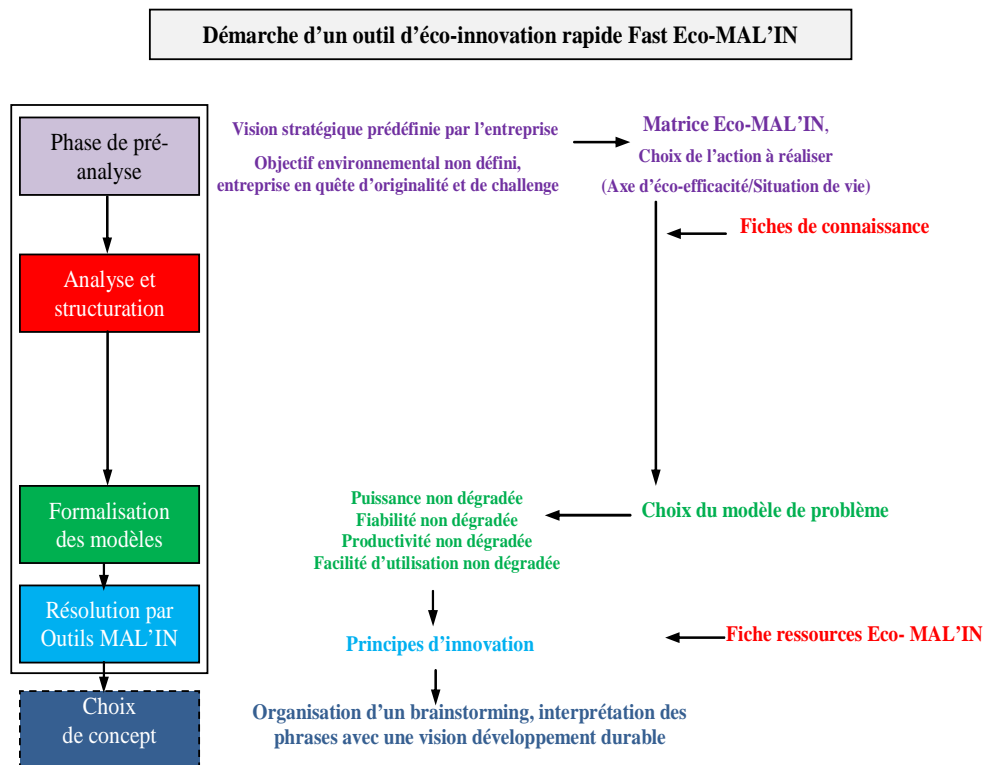 Démarche d’un outil d’éco-innovation rapide Fast Eco-MAL’IN
Phase de pré-
analyse
Vision stratégique prédéfinie par l’entreprise
Objectif environnemental non défini,
entreprise en quête d’originalité et de challenge
Matrice Eco-MAL’IN,
Choix de l’action à réaliser
(Axe d’éco-efficacité/Situation de vie)
Fiches de connaissance
Analyse et
structuration
Formalisation
des modèles
Puissance non dégradée
Fiabilité non dégradée
Productivité non dégradée
Facilité d’utilisation non dégradée
Choix du modèle de problème
Résolution par
Outils MAL’IN
Principes d’innovation
Fiche ressources Eco- MAL’IN
Choix
de concept
Organisation d’un brainstorming, interprétation des
phrases avec une vision développement durable